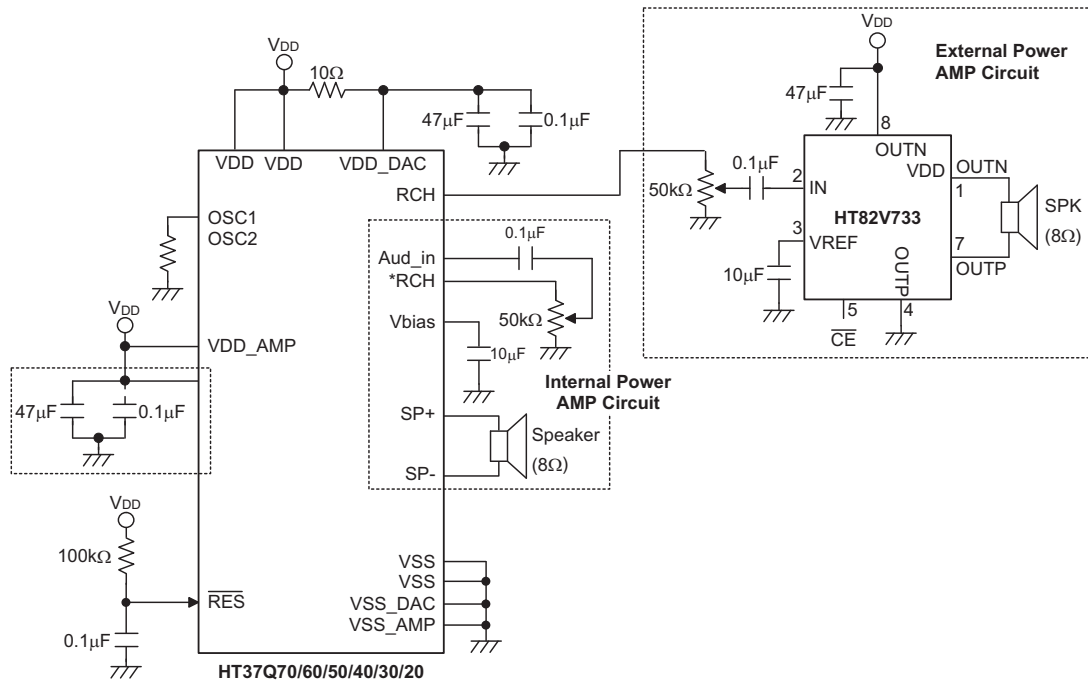 VDD
10Ω
47μF
0.1μF
VDD
VDD
VDD_DAC
RCH
OSC1
OSC2
Aud_in
*RCH
0.1μF
50kΩ
Vbias
10μF
Internal Power
AMP Circuit
VDD
VDD_AMP
47μF
0.1μF
SP+
Speaker
(8Ω)
SP-
VDD
100kΩ
RES
0.1μF
VSS
VSS
VSS_DAC
VSS_AMP
HT37Q70/60/50/40/30/20
External Power
AMP Circuit
VDD
47μF
8
OUTN
VDD
0.1μF
2
IN
50kΩ
HT82V733
OUTN
1
SPK
(8Ω)
3
VREF
10μF
7
OUTP
OUTP
5
4
CE